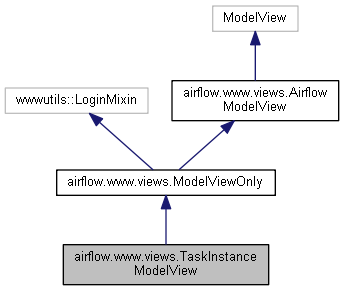 ModelView
wwwutils::LoginMixin
airflow.www.views.Airflow
ModelView
airflow.www.views.ModelViewOnly
airflow.www.views.TaskInstance
ModelView